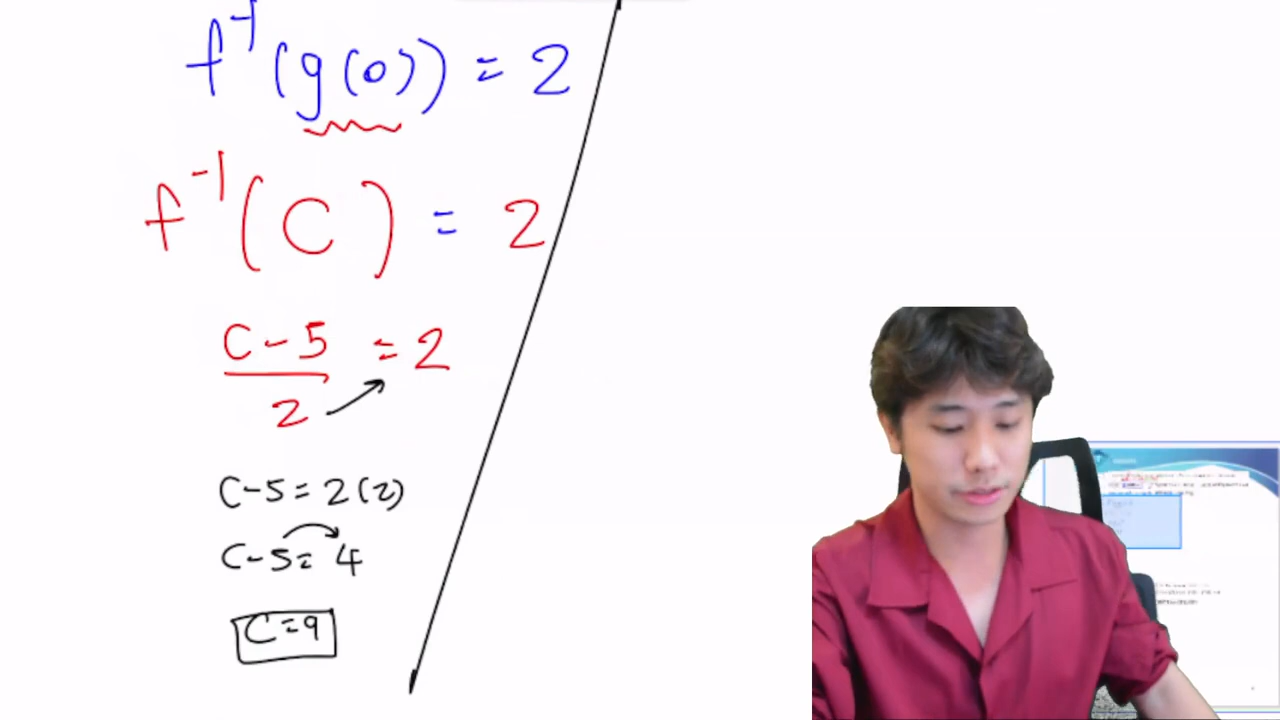 f⁻¹(g(0)) = 2
f⁻¹(C) = 2
C-5/2 = 2
C-5=2(2)
C-5=4
C=9